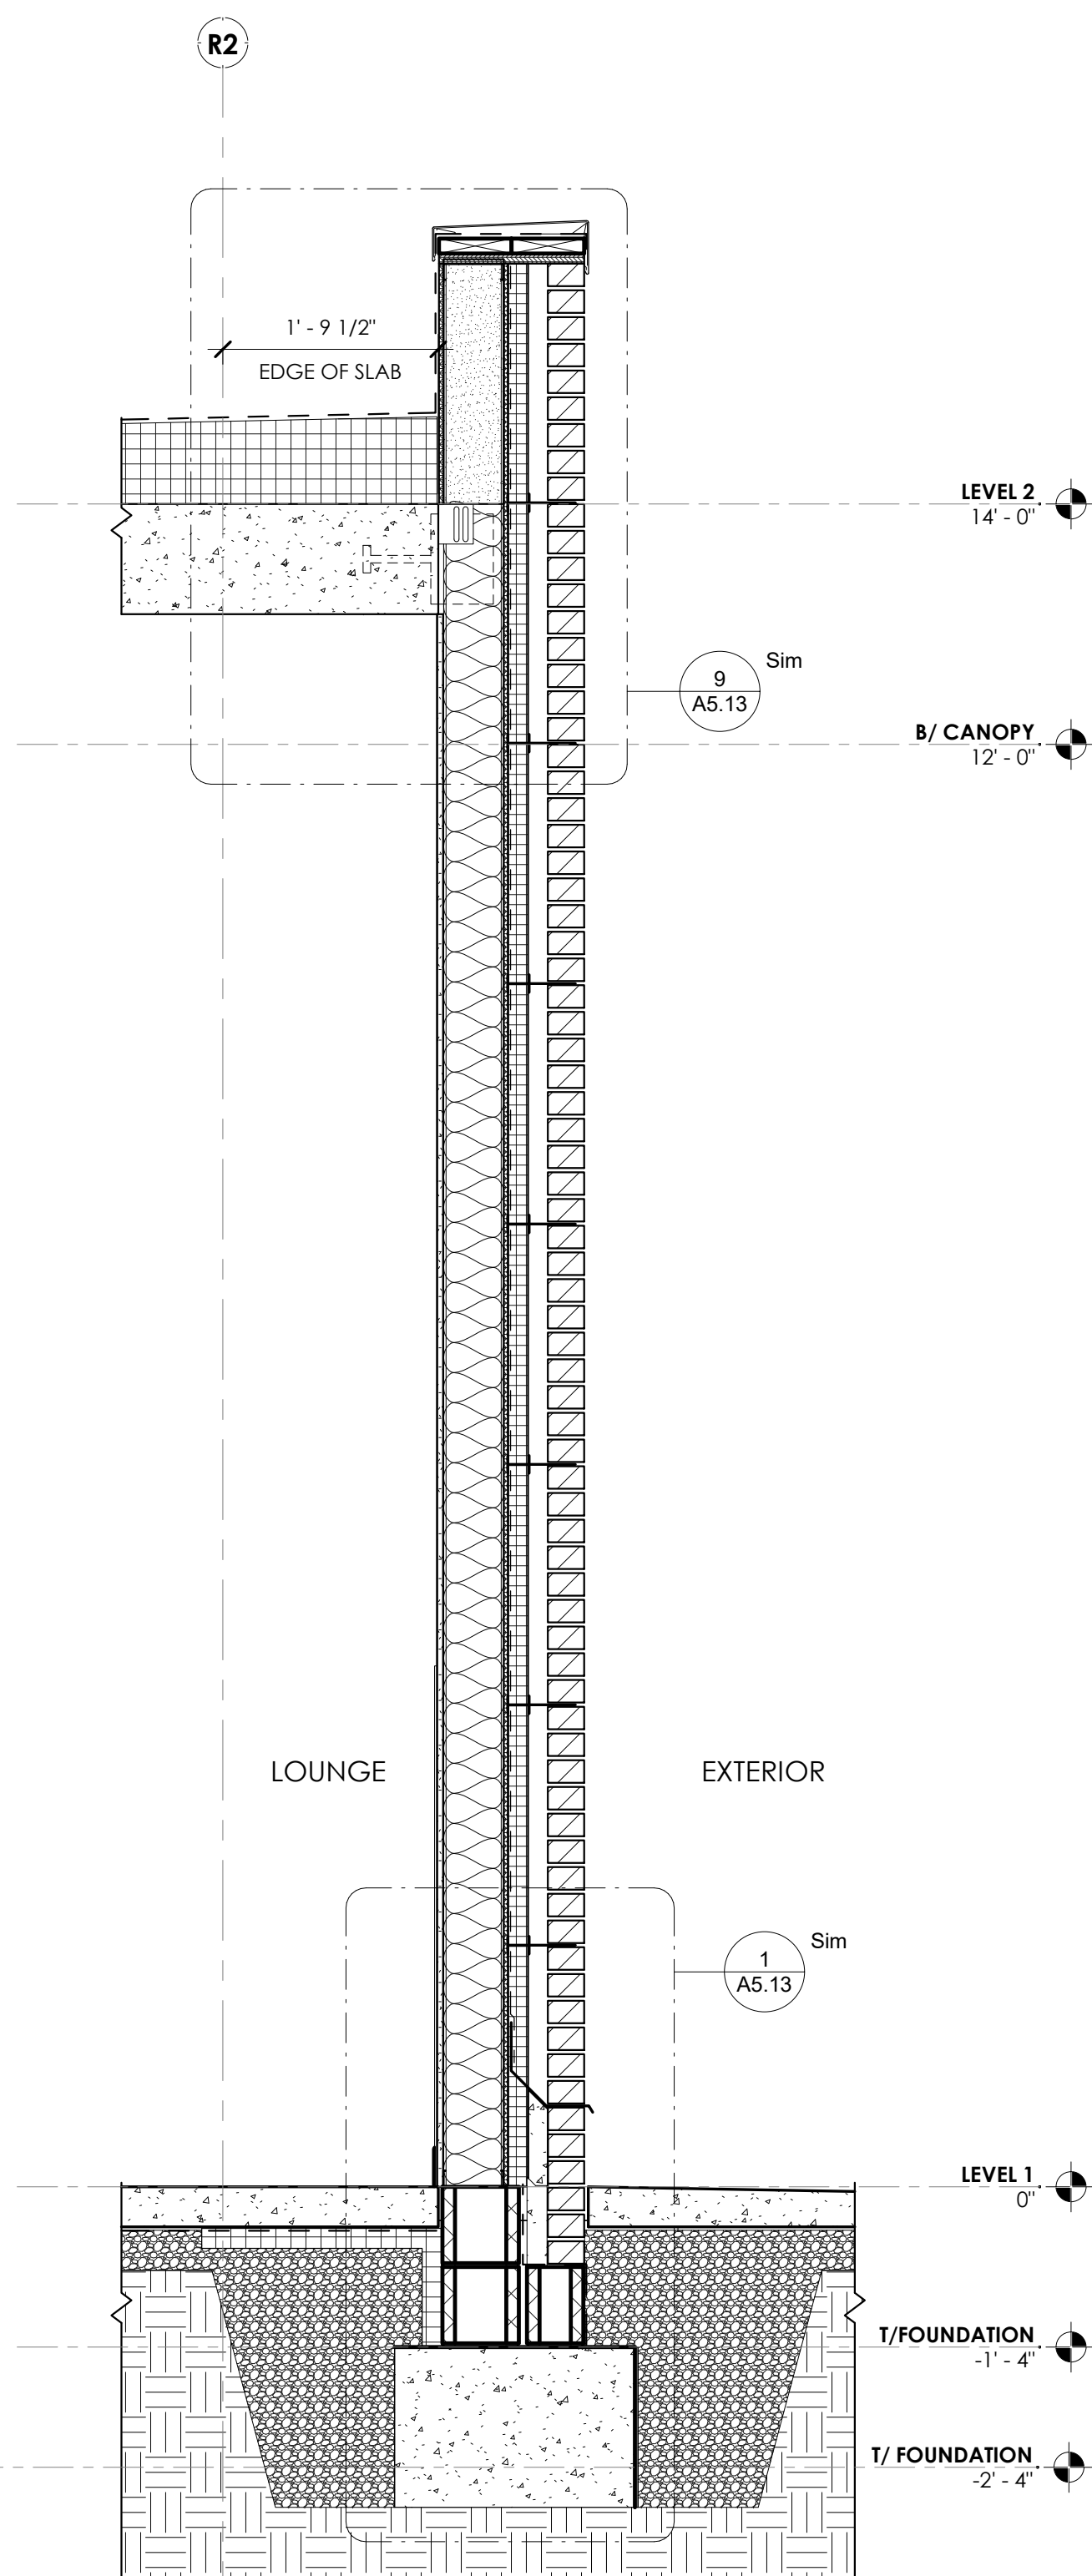 R2
1' - 9 1/2"
EDGE OF SLAB
LEVEL 2
14' - 0"
Sim
9
A5.13
B/ CANOPY
12' - 0"
LOUNGE
EXTERIOR
Sim
1
A5.13
LEVEL 1
0"
T/FOUNDATION
-1' - 4"
T/ FOUNDATION
-2' - 4"